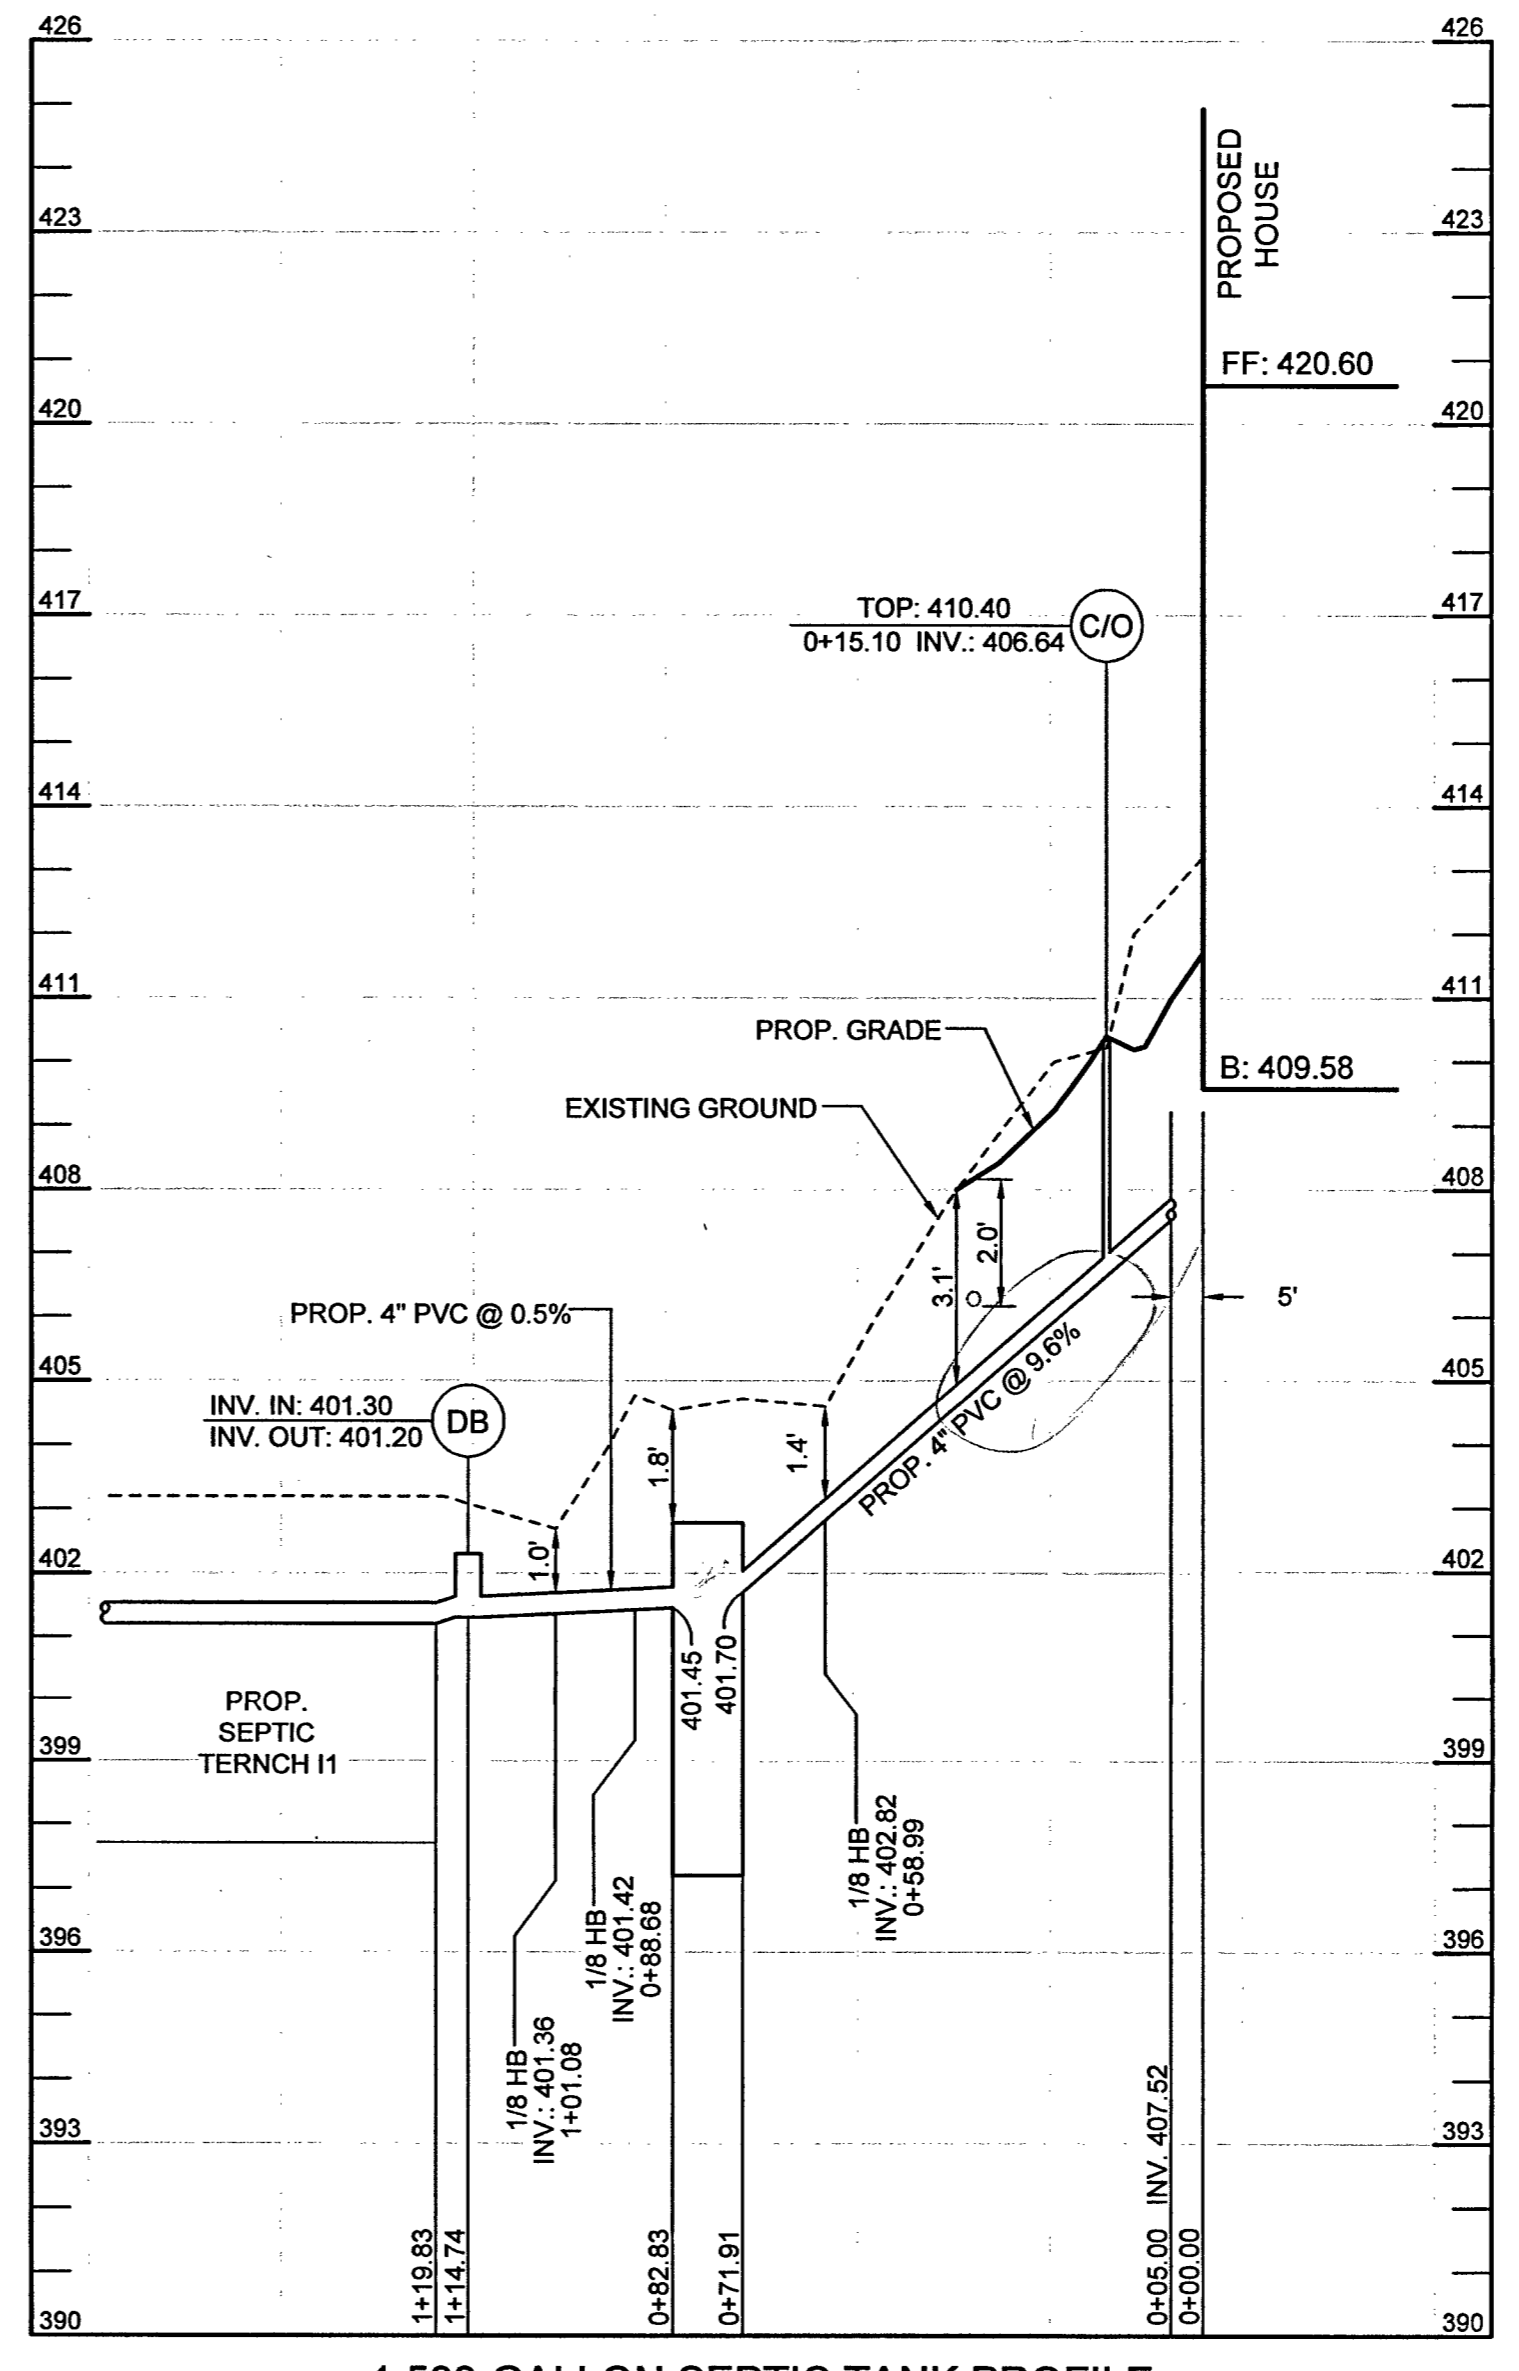 426
426
PROPOSED
HOUSE
423
423
FF: 420.60
420
420
417
417
TOP: 410.40
0+15.10 INV.: 406.64
C/O
414
414
411
411
PROP. GRADE
B: 409.58
EXISTING GROUND
408
408
2.0'
3.1'
5'
PROP. 4" PVC @ 0.5%
PROP. 4" PVC @ 9.6%
405
405
INV. IN: 401.30
INV. OUT: 401.20
DB
1.8'
1.4'
1.0'
402
402
401.45
401.70
PROP.
SEPTIC
TERNCH I1
399
399
1/8 HB
INV.: 402.82
0+58.99
1/8 HB
INV.: 401.42
0+88.68
396
396
1/8 HB
INV.: 401.36
1+01.08
393
393
1+19.83
1+14.74
0+82.83
0+71.91
0+05.00 INV. 407.52
0+00.00
390
390
GALLON SEPTIC TANK PROFILE